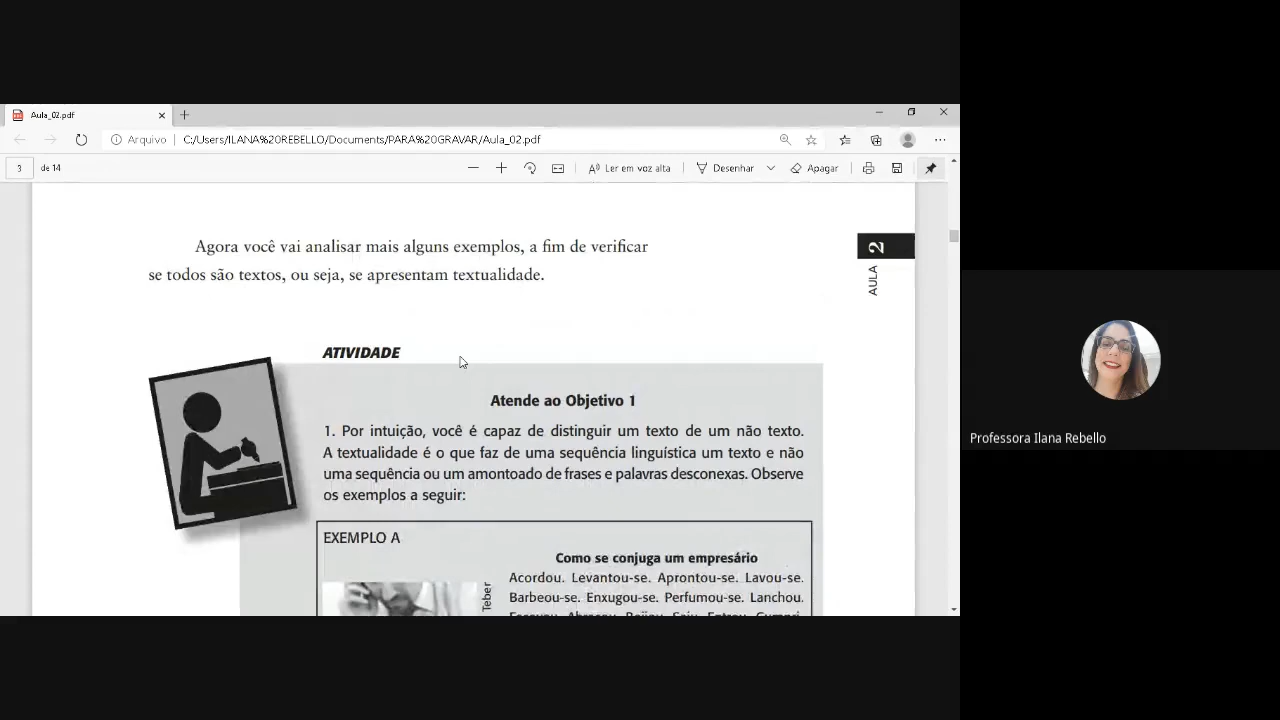 Aula_02.pdf
Arquivo
C:/Users/ILANA%20REBELLO/Documents/PARA%20GRAVAR/Aula_02.pdf
3 de 14
Ler em voz alta
Desenhar
Apagar
Agora você vai analisar mais alguns exemplos, a fim de verificar
se todos são textos, ou seja, se apresentam textualidade.
2
AULA
ATIVIDADE
Atende ao Objetivo 1
1. Por intuição, você é capaz de distinguir um texto de um não texto.
A textualidade é o que faz de uma sequência linguística um texto e não
uma sequência ou um amontoado de frases e palavras desconexas. Observe
os exemplos a seguir:
EXEMPLO A
Como se conjuga um empresário
Acordou. Levantou-se. Aprontou-se. Lavou-se.
Barbeou-se. Enxugou-se. Perfumou-se. Lanchou.
Teber
Professora Ilana Rebello